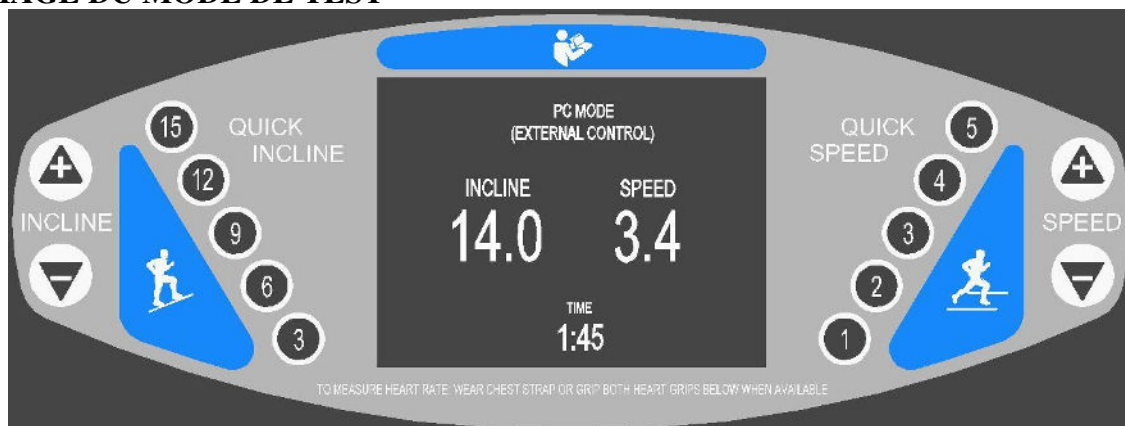 DU MODE DE TEST
PC MODE
(EXTERNAL CONTROL)
15
QUICK
INCLINE
12
9
6
3
INCLINE
INCLINE
14.0
SPEED
3.4
TIME
1:45
QUICK
SPEED
5
4
3
2
1
SPEED
TO MEASURE HEART RATE, WEAR CHEST STRAP OR GRIP BOTH HEART GRIPS BELOW WHEN AVAILABLE